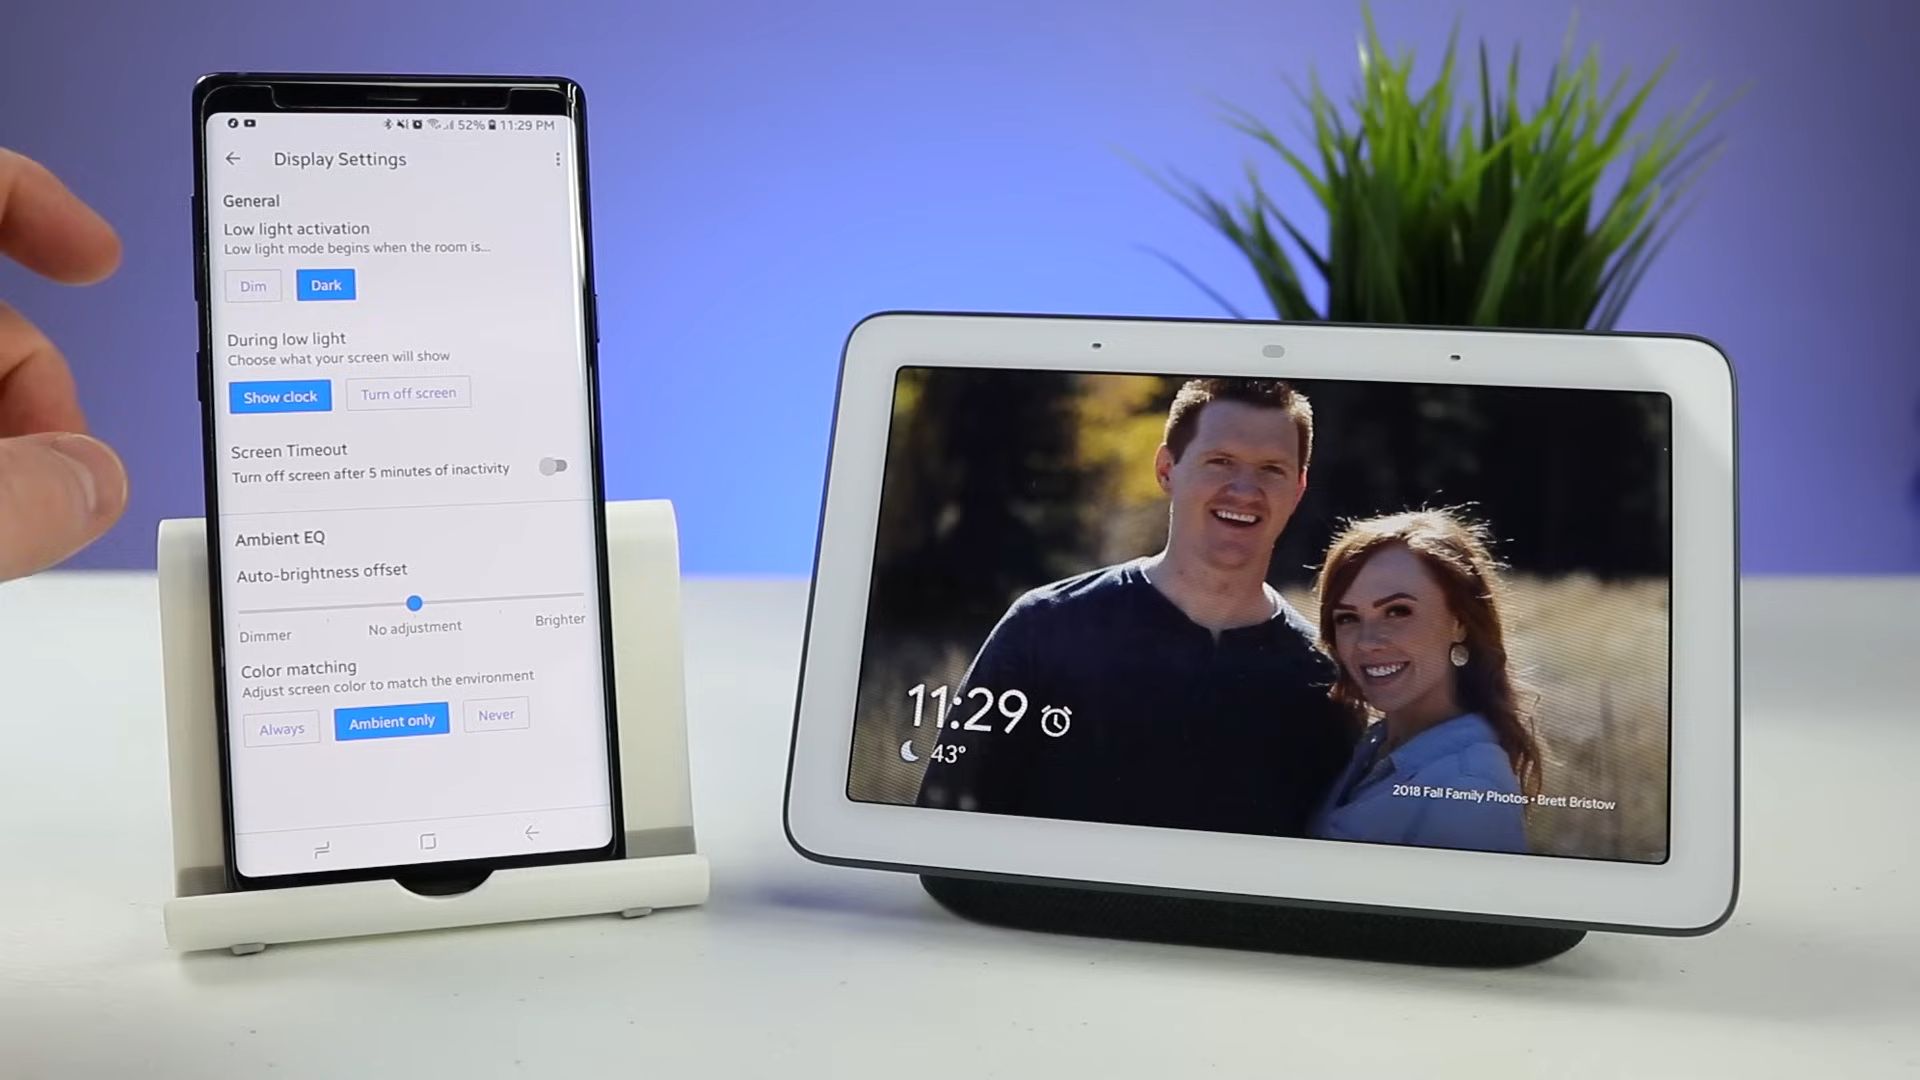 52% 11:29 PM
Display Settings
General
Low light activation
Low light mode begins when the room is...
Dim Dark
During low light
Choose what your screen will show
Show clock Turn off screen
Screen Timeout
Turn off screen after 5 minutes of inactivity
Ambient EQ
Auto-brightness offset
Dimmer No adjustment Brighter
Color matching
Adjust screen color to match the environment
Always Ambient only Never
11:29
43°
2018 Fall Family Photos • Brett Bristow